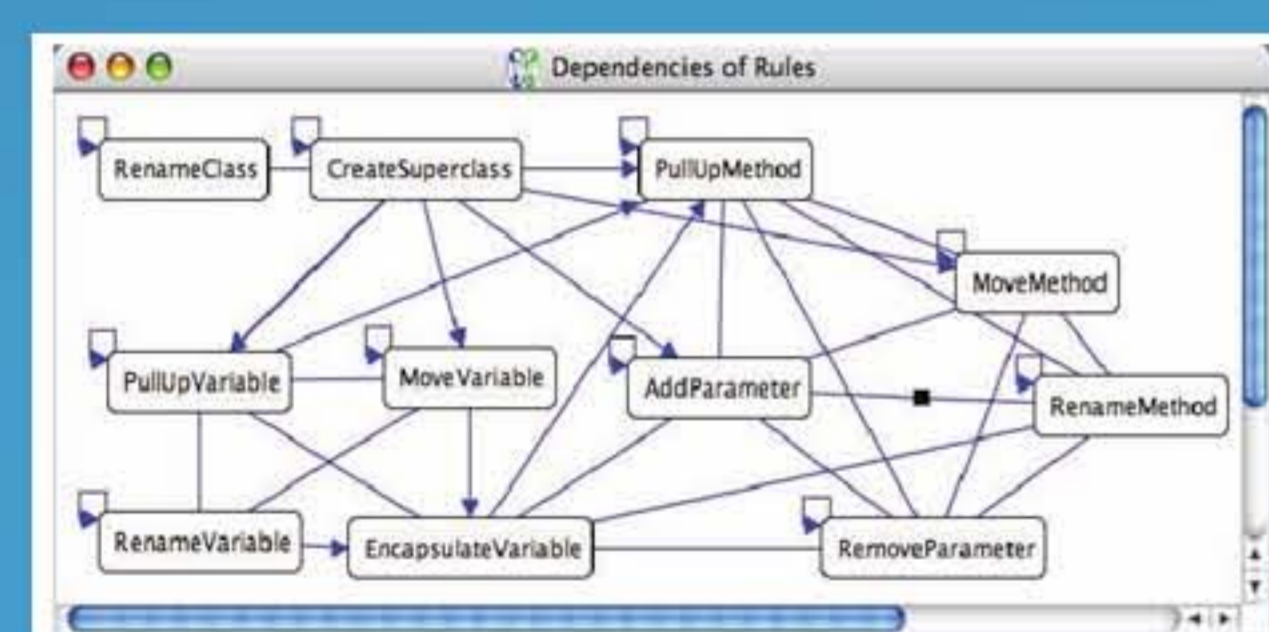 Dependencies of Rules
RenameClass
CreateSuperclass
PullUpMethod
MoveMethod
PullUpVariable
MoveVariable
AddParameter
RenameMethod
RenameVariable
EncapsulateVariable
RemoveParameter